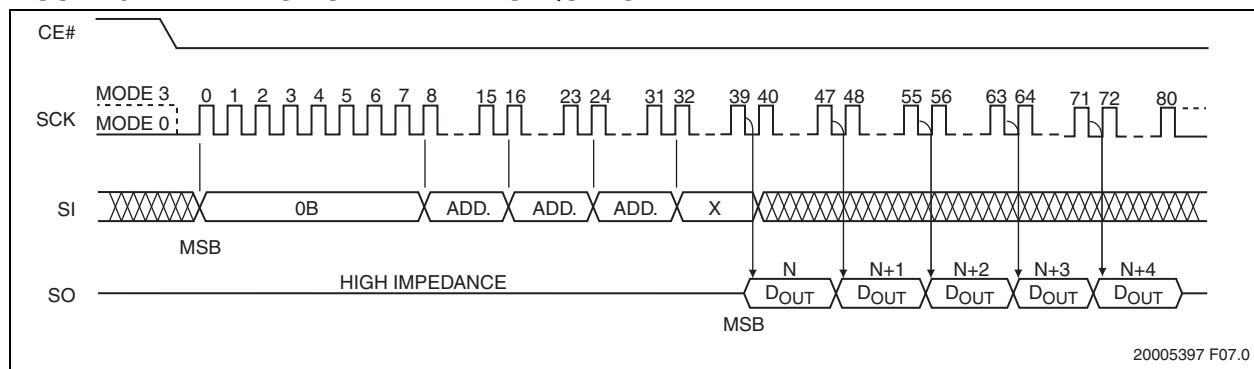 CE#
SCK
MODE 3
MODE 0
0 1 2 3 4 5 6 7 8 15 16 23 24 31 32 39 40 47 48 55 56 63 64 71 72 80
SI
0B ADD. ADD. ADD. X
MSB
SO
HIGH IMPEDANCE
N N+1 N+2 N+3 N+4
DOUT DOUT DOUT DOUT DOUT
MSB
20005397 F07.0